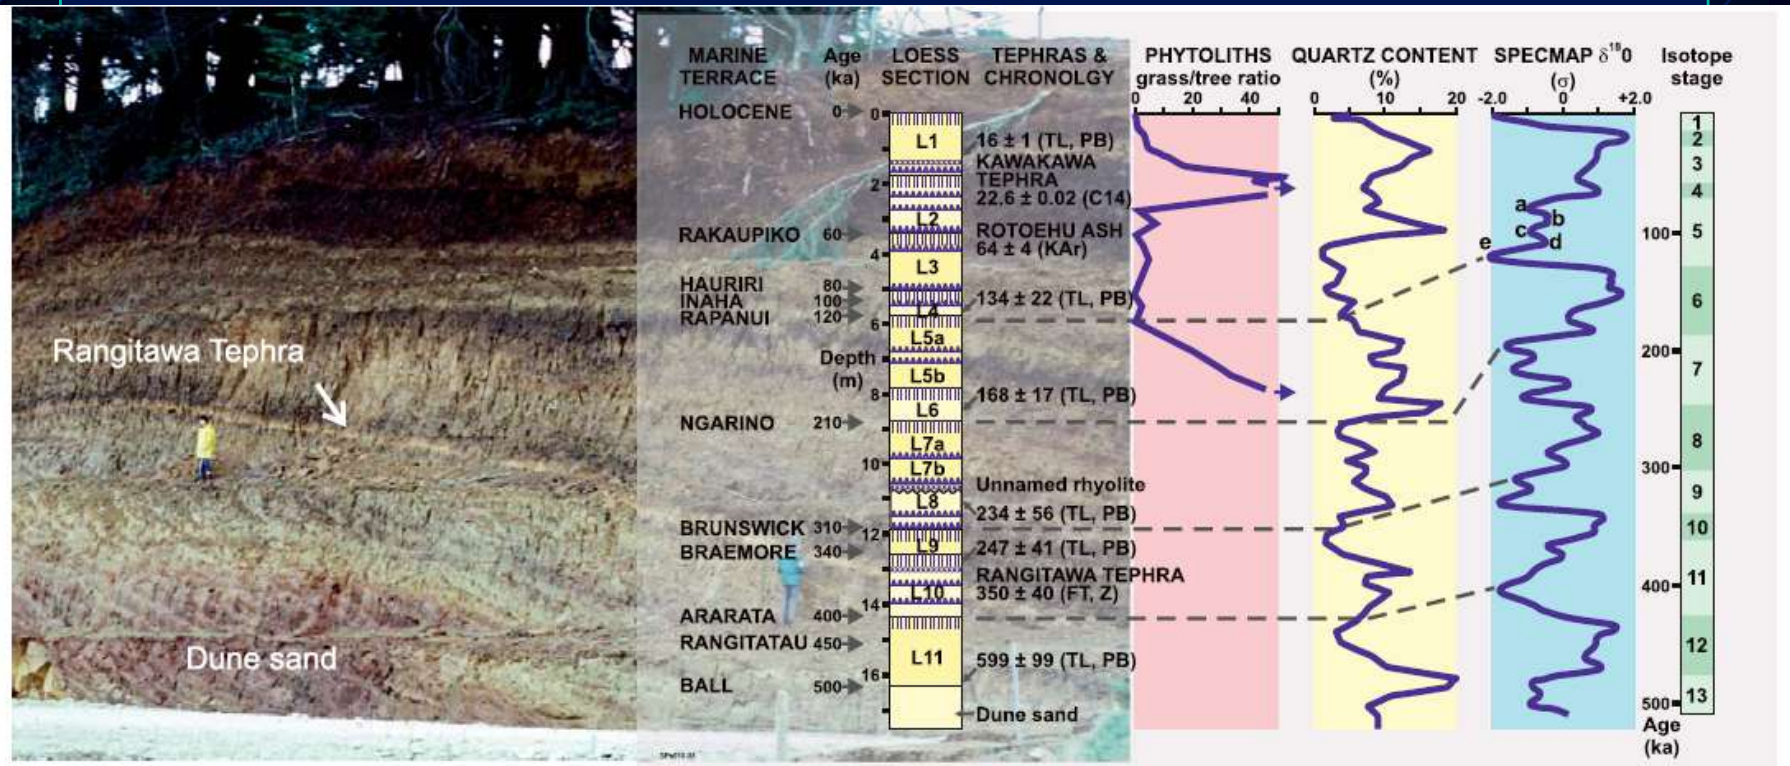 MARINE
TERRACE
Age
(ka)
LOESS
SECTION
TEPHRAS &
CHRONOLGY
PHYTOLITHS
grass/tree ratio
QUARTZ CONTENT
(%)
SPECMAP δ¹⁸0
(σ)
Isotope
stage
0 20 40
0 10 20
-2.0 0 +2.0
HOLOCENE 0
RAKAUPIKO 60
HAURIRI 80
INAHA 100
RAPANUI 120
NGARINO 210
BRUNSWICK 310
BRAEMORE 340
ARARATA 400
RANGITATAU 450
BALL 500
Depth
(m)
0
2
4
6
8
10
12
14
16
L1
L2
L3
L4
L5a
L5b
L6
L7a
L7b
L8
L9
L10
L11
16 ± 1 (TL, PB)
KAWAKAWA
TEPHRA
22.6 ± 0.02 (C14)
ROTOEHU ASH
64 ± 4 (KAr)
134 ± 22 (TL, PB)
168 ± 17 (TL, PB)
Unnamed rhyolite
234 ± 56 (TL, PB)
247 ± 41 (TL, PB)
RANGITAWA TEPHRA
350 ± 40 (FT, Z)
599 ± 99 (TL, PB)
Dune sand
a
b
c
d
e
1
2
3
4
5
6
7
8
9
10
11
12
13
100
200
300
400
500
Age
(ka)
Rangitawa Tephra
Dune sand